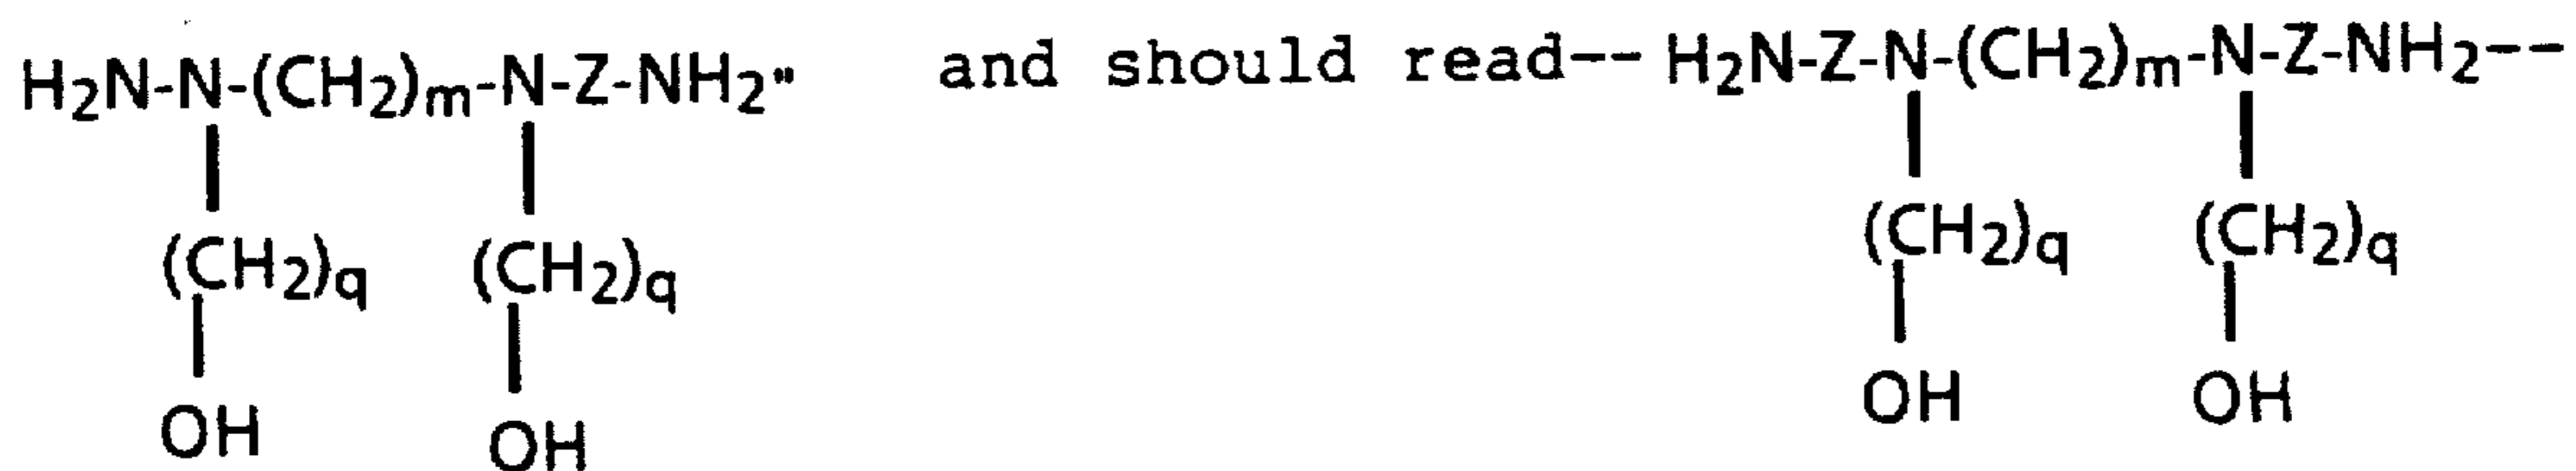 H2N-N-(CH2)m-N-Z-NH2" and should read-- H2N-Z-N-(CH2)m-N-Z-NH2--
(CH2)q (CH2)q (CH2)q (CH2)q
OH OH OH OH